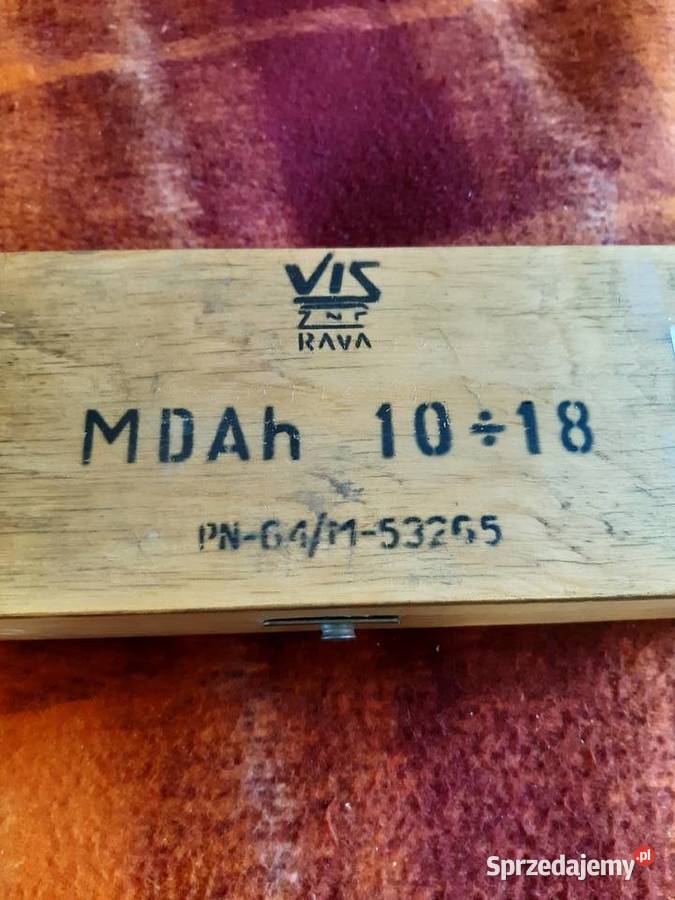 VIS
ZNP
RAVA
MDAh 10÷18
PN-64/M-53265
Sprzedajemy.pl